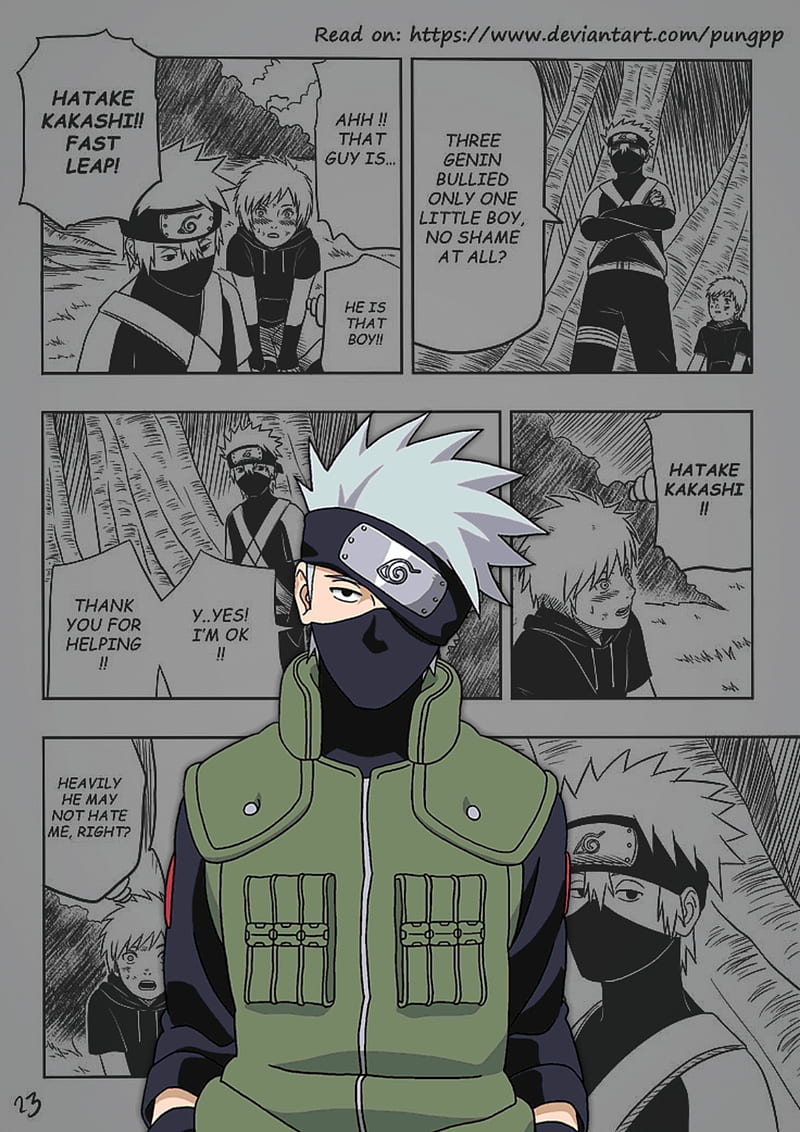 Read on: https://www.deviantart.com/pungpp
HATAKE
KAKASHI!!
FAST
LEAP!
AHH !!
THAT
GUY IS...
HE IS
THAT
BOY!!
THREE
GENIN
BULLIED
ONLY ONE
LITTLE BOY,
NO SHAME
AT ALL?
THANK
YOU FOR
HELPING
!!
Y..YES!
I'M OK
!!
HATAKE
KAKASHI
!!
HEAVILY
HE MAY
NOT HATE
ME, RIGHT?
23